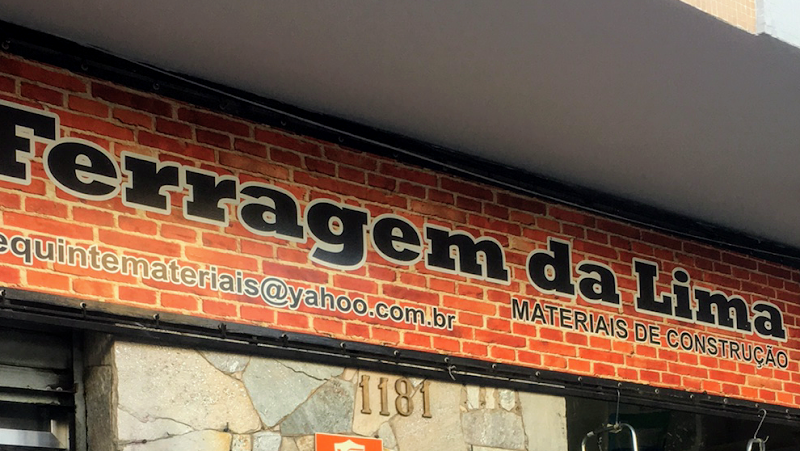 Ferragem da Lima
equintemateriais@yahoo.com.br
MATERIAIS DE CONSTRUÇÃO
1181